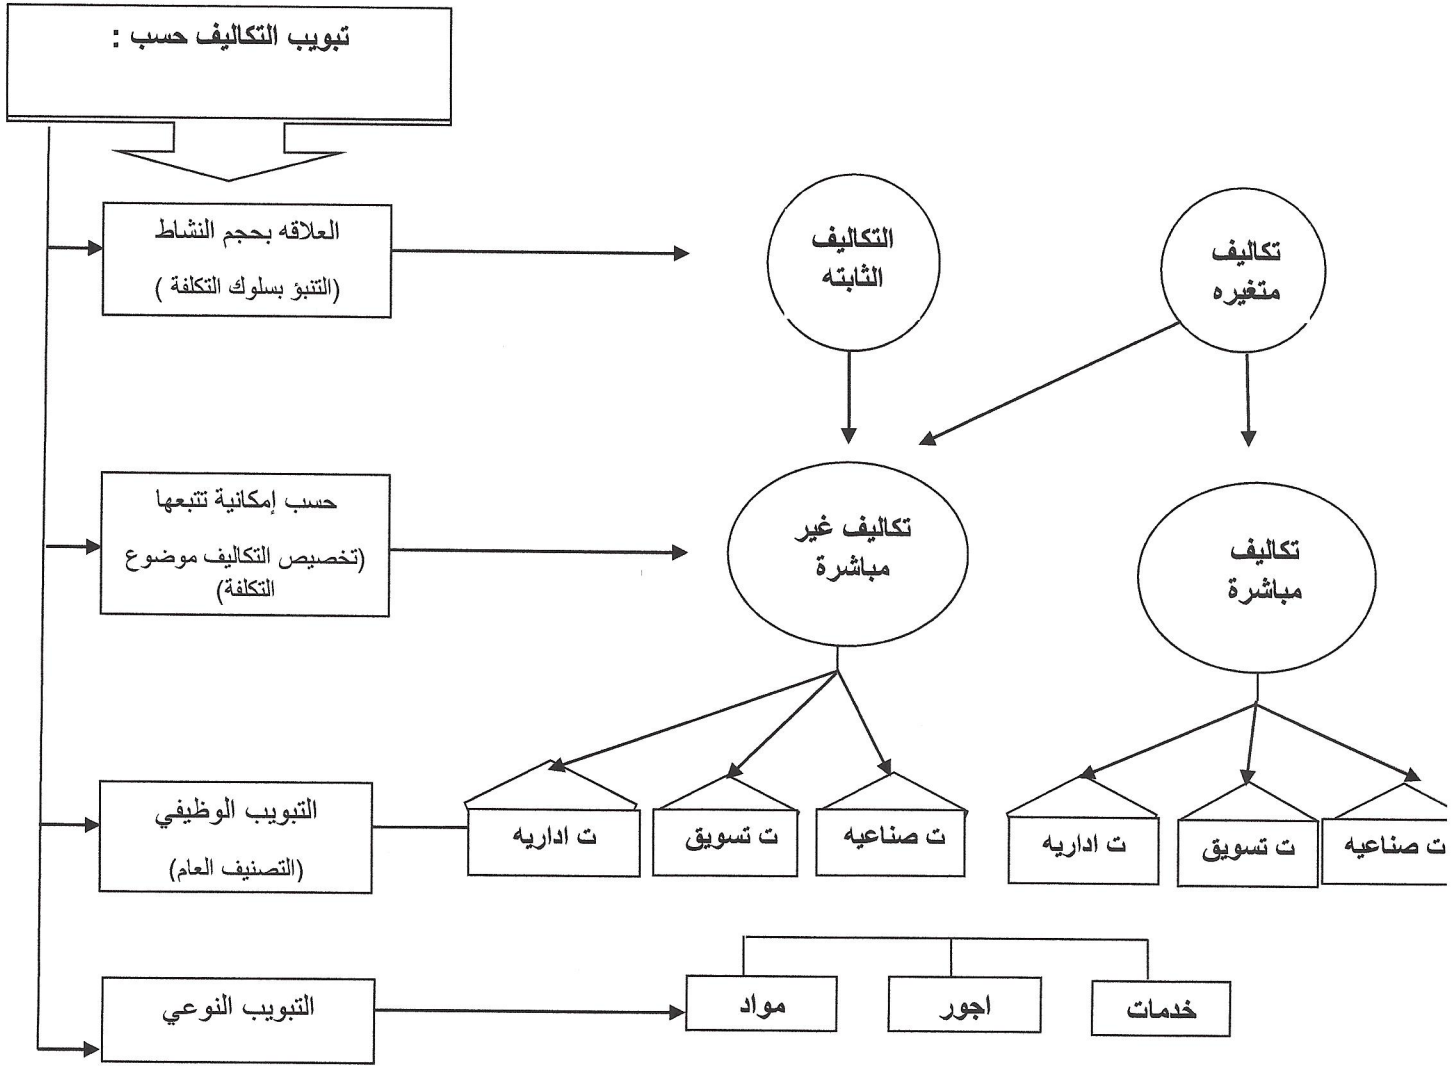 تبويب التكاليف حسب :
العلاقه بحجم النشاط
(التنبؤ بسلوك التكلفة )
التكاليف
الثابته
تكاليف
متغيره
حسب إمكانية تتبعها
(تخصيص التكاليف موضوع
التكلفة)
تكاليف غير
مباشرة
تكاليف
مباشرة
التبويب الوظيفي
(التصنيف العام)
ت اداريه
ت تسويق
ت صناعيه
ت اداريه
ت تسويق
ت صناعيه
التبويب النوعي
مواد
اجور
خدمات